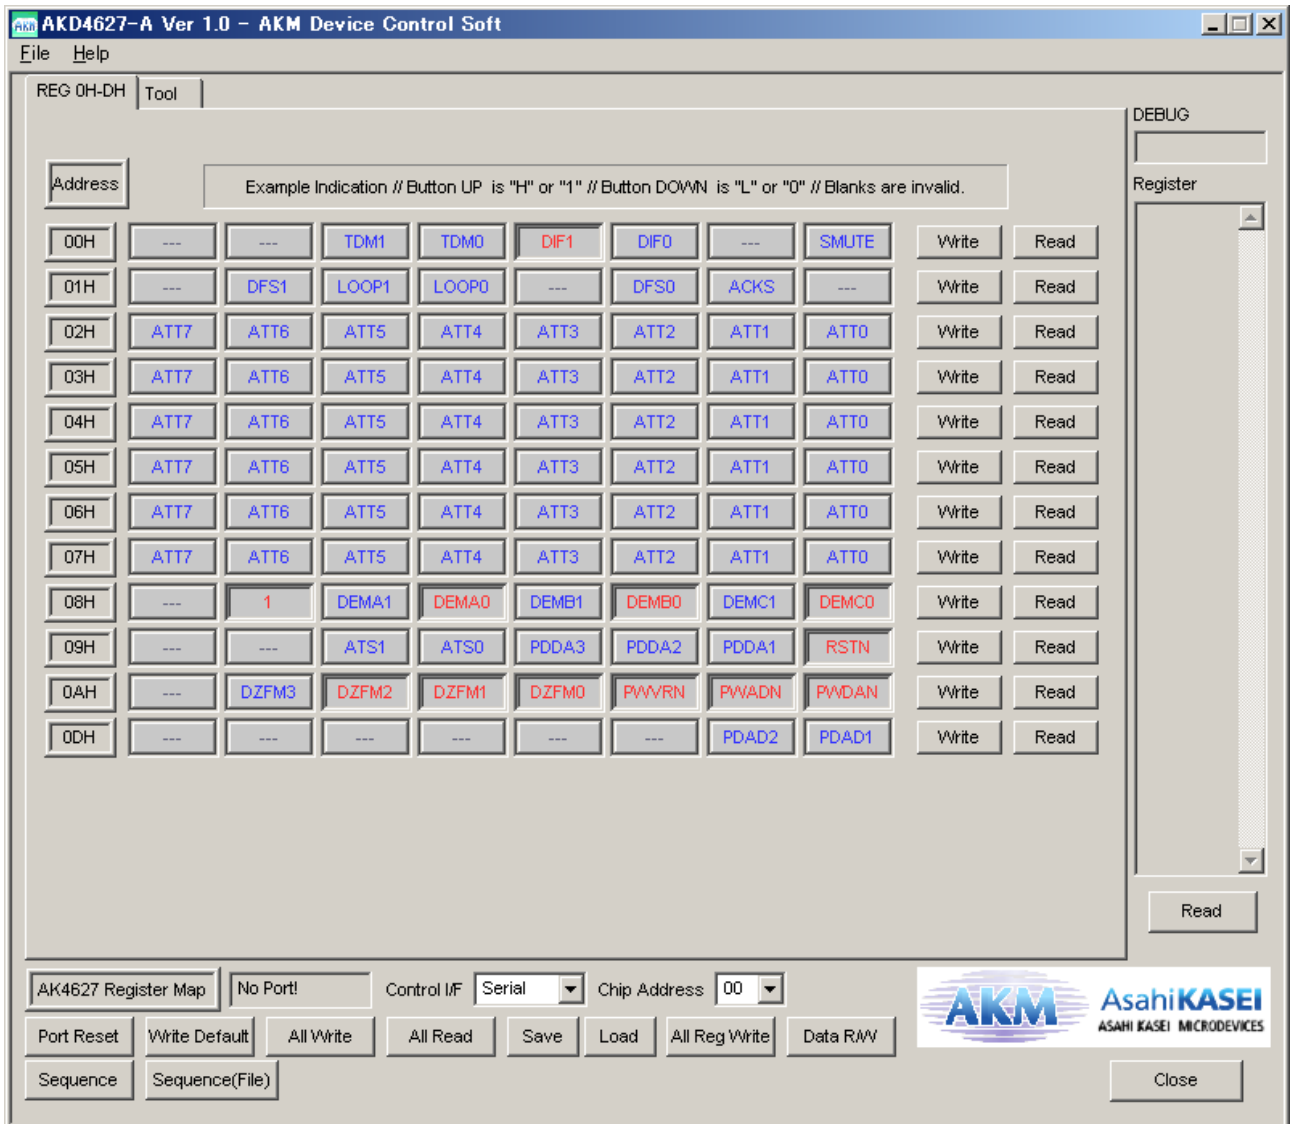 AKM AKD4627-A Ver 1.0 - AKM Device Control Soft
File Help
REG 0H-DH Tool
DEBUG
Address Example Indication // Button UP is "H" or "1" // Button DOWN is "L" or "0" // Blanks are invalid. Register
00H --- --- TDM1 TDM0 DIF1 DIF0 --- SMUTE Write Read
01H --- DFS1 LOOP1 LOOP0 --- DFS0 ACKS --- Write Read
02H ATT7 ATT6 ATT5 ATT4 ATT3 ATT2 ATT1 ATT0 Write Read
03H ATT7 ATT6 ATT5 ATT4 ATT3 ATT2 ATT1 ATT0 Write Read
04H ATT7 ATT6 ATT5 ATT4 ATT3 ATT2 ATT1 ATT0 Write Read
05H ATT7 ATT6 ATT5 ATT4 ATT3 ATT2 ATT1 ATT0 Write Read
06H ATT7 ATT6 ATT5 ATT4 ATT3 ATT2 ATT1 ATT0 Write Read
07H ATT7 ATT6 ATT5 ATT4 ATT3 ATT2 ATT1 ATT0 Write Read
08H --- 1 DEMA1 DEMA0 DEMB1 DEMB0 DEMC1 DEMC0 Write Read
09H --- --- ATS1 ATS0 PDDA3 PDDA2 PDDA1 RSTN Write Read
0AH --- DZFM3 DZFM2 DZFM1 DZFM0 PWVRN PWADN PWDAN Write Read
0DH --- --- --- --- --- --- PDAD2 PDAD1 Write Read
Read
AK4627 Register Map No Port! Control I/F Serial Chip Address 00
AKM AsahiKASEI
ASAHI KASEI MICRODEVICES
Port Reset Write Default All Write All Read Save Load All Reg Write Data R/W
Sequence Sequence(File) Close